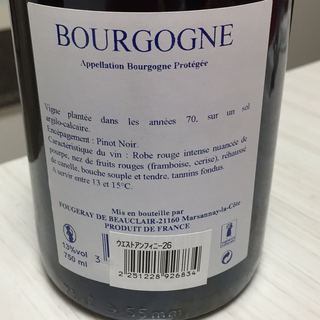 BOURGOGNE
Appellation Bourgogne Protégée
Vigne plantée dans les années 70, sur un sol
argilo-calcaire.
Encépagement : Pinot Noir.
Caractéristique du vin : Robe rouge intense nuancée de
pourpe, nez de fruits rouges (framboise, cerise), réhaussé
de canelle, bouche souple et tendre, tannins fondus.
A servir entre 13 et 15°C.
Mis en bouteille par
FOUGERAY DE BEAUCLAIR-21160 Marsannay-la-Côte
PRODUIT DE FRANCE
13%vol
750 ml
3
ウエストアンフィニー26
2 251228 926834